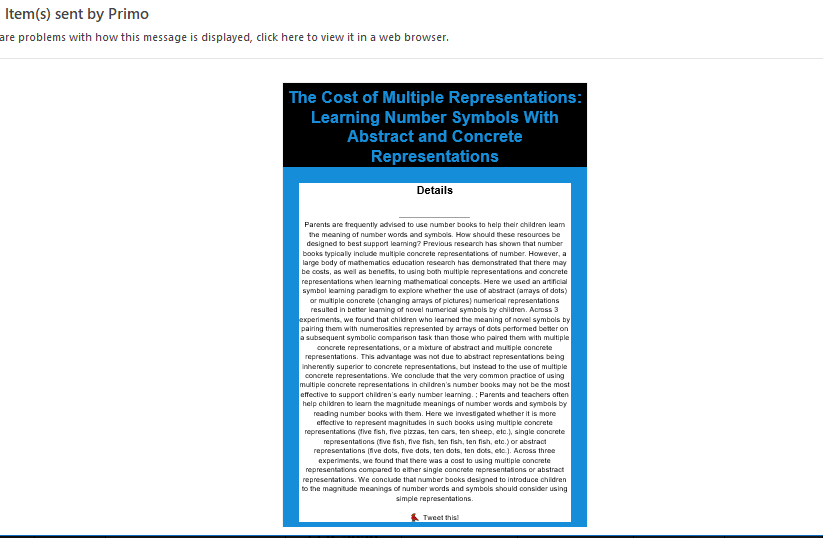 Item(s) sent by Primo
are problems with how this message is displayed, click here to view it in a web browser.
The Cost of Multiple Representations:
Learning Number Symbols With
Abstract and Concrete
Representations
Details
Parents are frequently advised to use number books to help their children learn
the meaning of number words and symbols. How should these resources be
designed to best support learning? Previous research has shown that number
books typically include multiple concrete representations of number. However, a
large body of mathematics education research has demonstrated that there may
be costs, as well as benefits, to using both multiple representations and concrete
representations when learning mathematical concepts. Here we used an artificial
symbol learning paradigm to explore whether the use of abstract (arrays of dots)
or multiple concrete (changing arrays of pictures) numerical representations
resulted in better learning of novel numerical symbols by children. Across 3
experiments, we found that children who learned the meaning of novel symbols by
pairing them with numerosities represented by arrays of dots performed better on
a subsequent symbolic comparison task than those who paired them with multiple
concrete representations, or a mixture of abstract and multiple concrete
representations. This advantage was not due to abstract representations being
inherently superior to concrete representations, but instead to the use of multiple
concrete representations. We conclude that the very common practice of using
multiple concrete representations in children's number books may not be the most
effective to support children's early number learning. ; Parents and teachers often
help children to learn the magnitude meanings of number words and symbols by
reading number books with them. Here we investigated whether it is more
effective to represent magnitudes in such books using multiple concrete
representations (five fish, five pizzas, ten cars, ten sheep, etc.), single concrete
representations (five fish, five fish, ten fish, ten fish, etc.) or abstract
representations (five dots, five dots, ten dots, ten dots, etc.). Across three
experiments, we found that there was a cost to using multiple concrete
representations compared to either single concrete representations or abstract
representations. We conclude that number books designed to introduce children
to the magnitude meanings of number words and symbols should consider using
simple representations.
Tweet this!